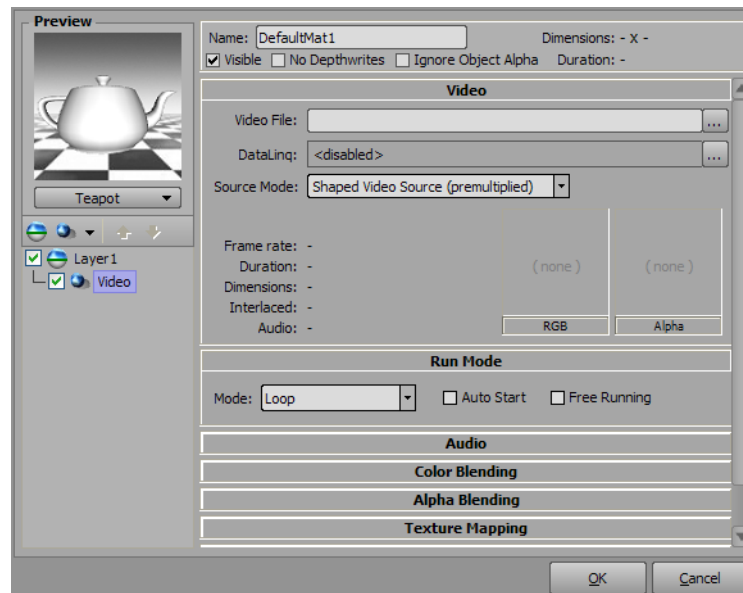 Preview
Name: DefaultMat1 Dimensions: - X -
Visible No Depthwrites Ignore Object Alpha Duration: -
Video
Video File: ...
DataLinq: <disabled> ...
Source Mode: Shaped Video Source (premultiplied)
Teapot
Layer1
Video
Frame rate: -
Duration: -
Dimensions: -
Interlaced: -
Audio: -
(none) (none)
RGB Alpha
Run Mode
Mode: Loop Auto Start Free Running
Audio
Color Blending
Alpha Blending
Texture Mapping
OK Cancel